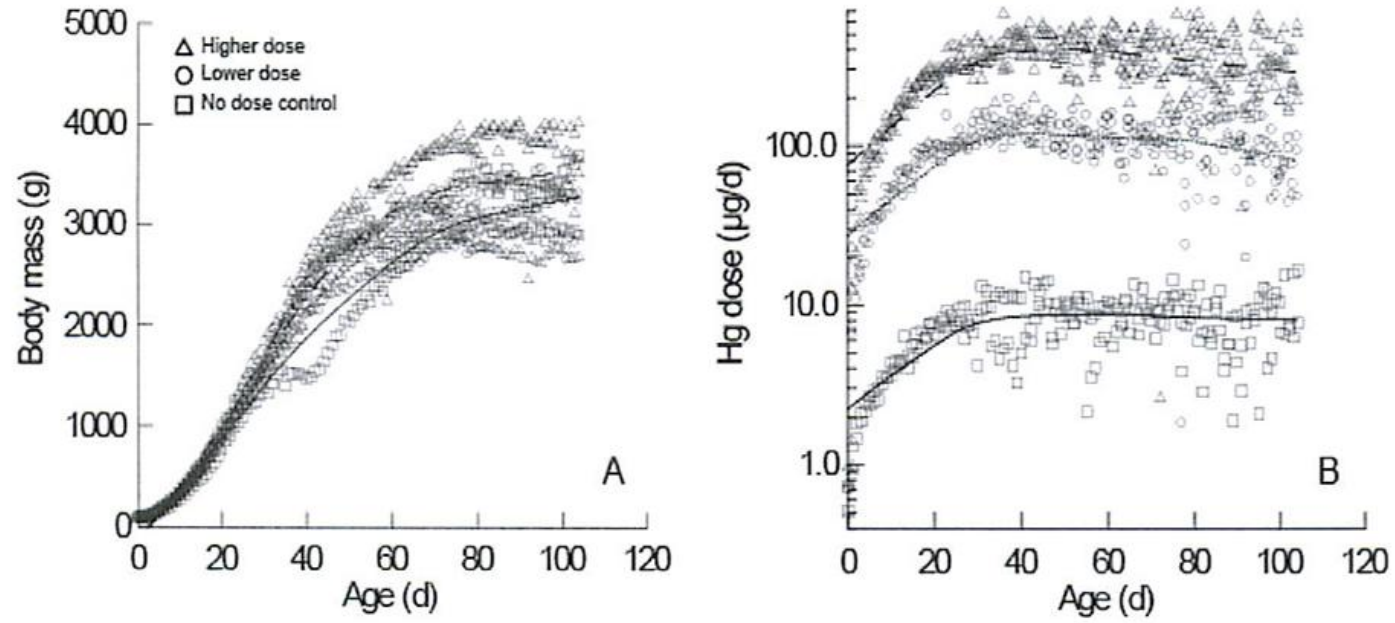 5000
4000
3000
2000
1000
0
Body mass (g)
Higher dose
Lower dose
No dose control
A
0 20 40 60 80 100 120
Age (d)
100.0
10.0
1.0
Hg dose (µg/d)
B
0 20 40 60 80 100 120
Age (d)